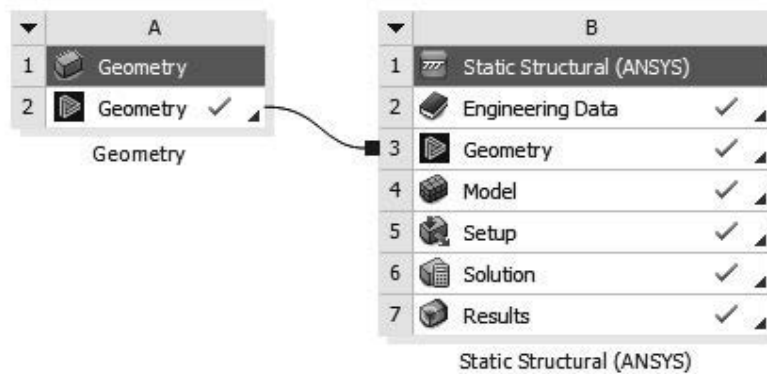 A
1 Geometry
2 Geometry
Geometry
B
1 Static Structural (ANSYS)
2 Engineering Data
3 Geometry
4 Model
5 Setup
6 Solution
7 Results
Static Structural (ANSYS)